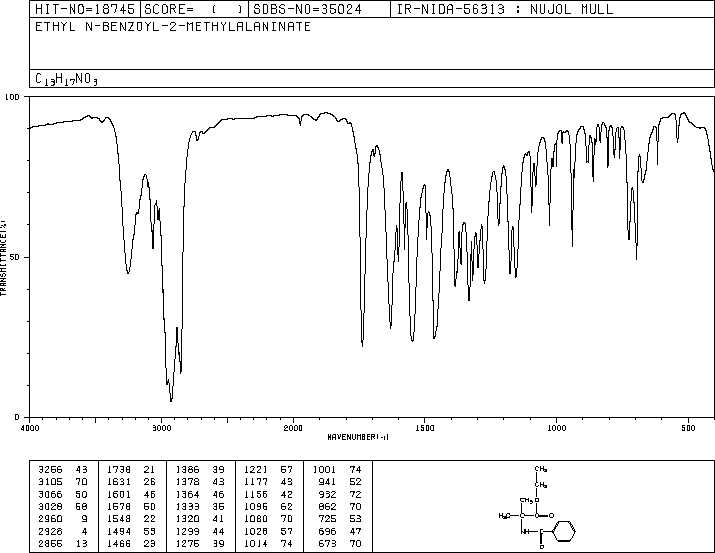 HIT-NO=18745 SCORE= ( ) SDBS-NO=35024 IR-NIDA-56313 : NUJOL MULL
ETHYL N-BENZOYL-2-METHYLALANINATE
C13H17NO3
100
50
0
TRANSMITTANCE(%)
4000 3000 2000 1500 1000 500
WAVENUMBER(-1)
3256 43 1738 21 1386 39 1221 57 1001 74
3105 70 1631 26 1378 43 1177 43 941 52
3066 50 1601 46 1364 46 1156 42 932 72
3028 58 1578 50 1333 35 1096 62 862 70
2960 9 1548 22 1320 41 1080 70 725 53
2928 4 1494 53 1299 44 1028 57 696 47
2855 13 1466 23 1275 39 1014 74 673 70
CH3
CH2
O
CH3
H3C C C O
NH C
O